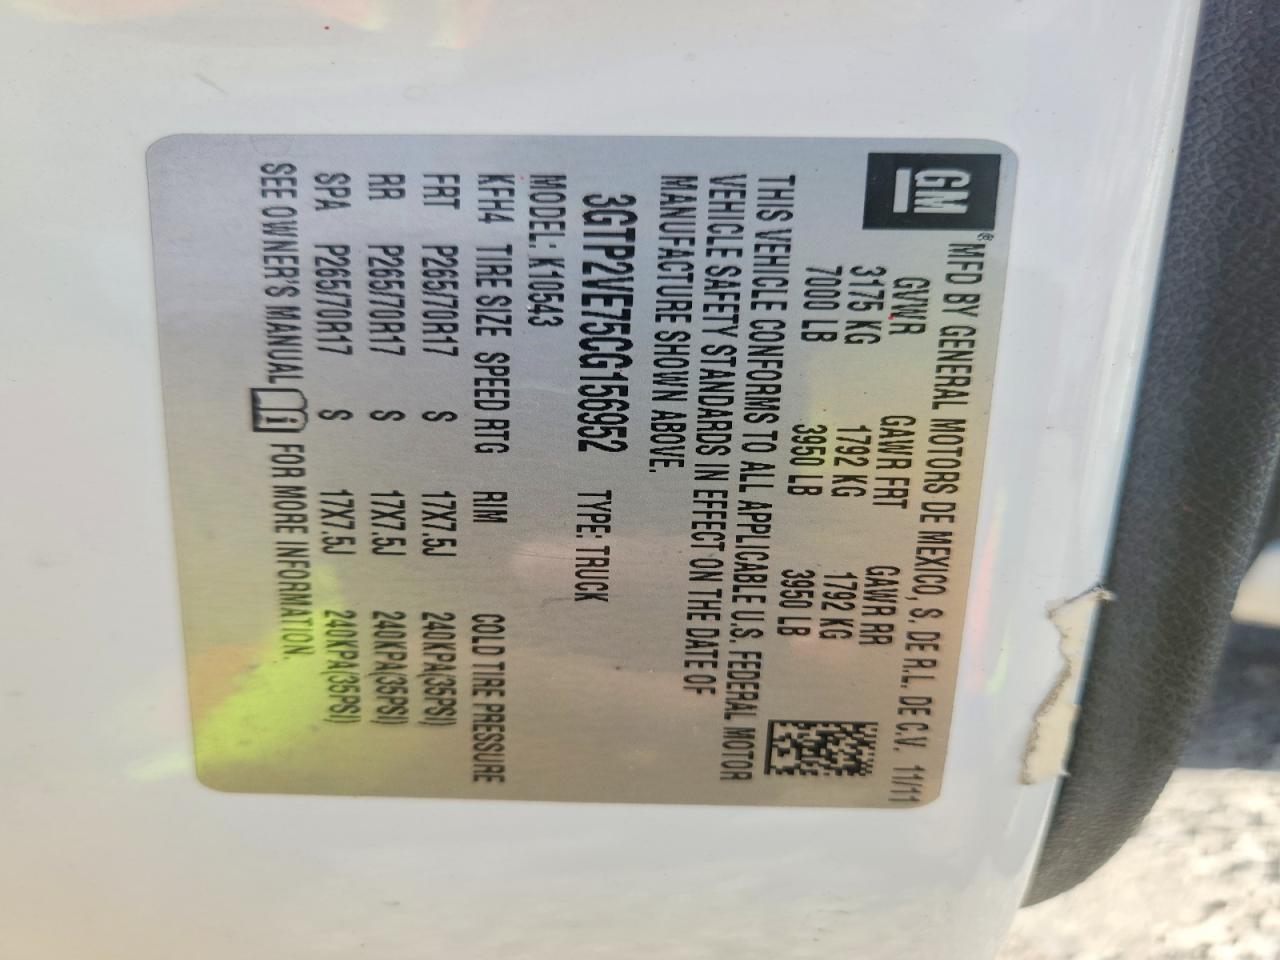 GM® MFD BY GENERAL MOTORS DE MEXICO, S. DE R.L. DE C.V. 11/11
GVWR GAWR FRT GAWR RR
3175 KG 1792 KG 1792 KG
7000 LB 3950 LB 3950 LB
THIS VEHICLE CONFORMS TO ALL APPLICABLE U.S. FEDERAL MOTOR
VEHICLE SAFETY STANDARDS IN EFFECT ON THE DATE OF
MANUFACTURE SHOWN ABOVE.
3GTP2VE75CG156952 TYPE: TRUCK
MODEL: K10543
KFH4 TIRE SIZE SPEED RTG RIM COLD TIRE PRESSURE
FRT P265/70R17 S 17X7.5J 240KPA(35PSI)
RR P265/70R17 S 17X7.5J 240KPA(35PSI)
SPA P265/70R17 S 17X7.5J 240KPA(35PSI)
SEE OWNER'S MANUAL i FOR MORE INFORMATION.